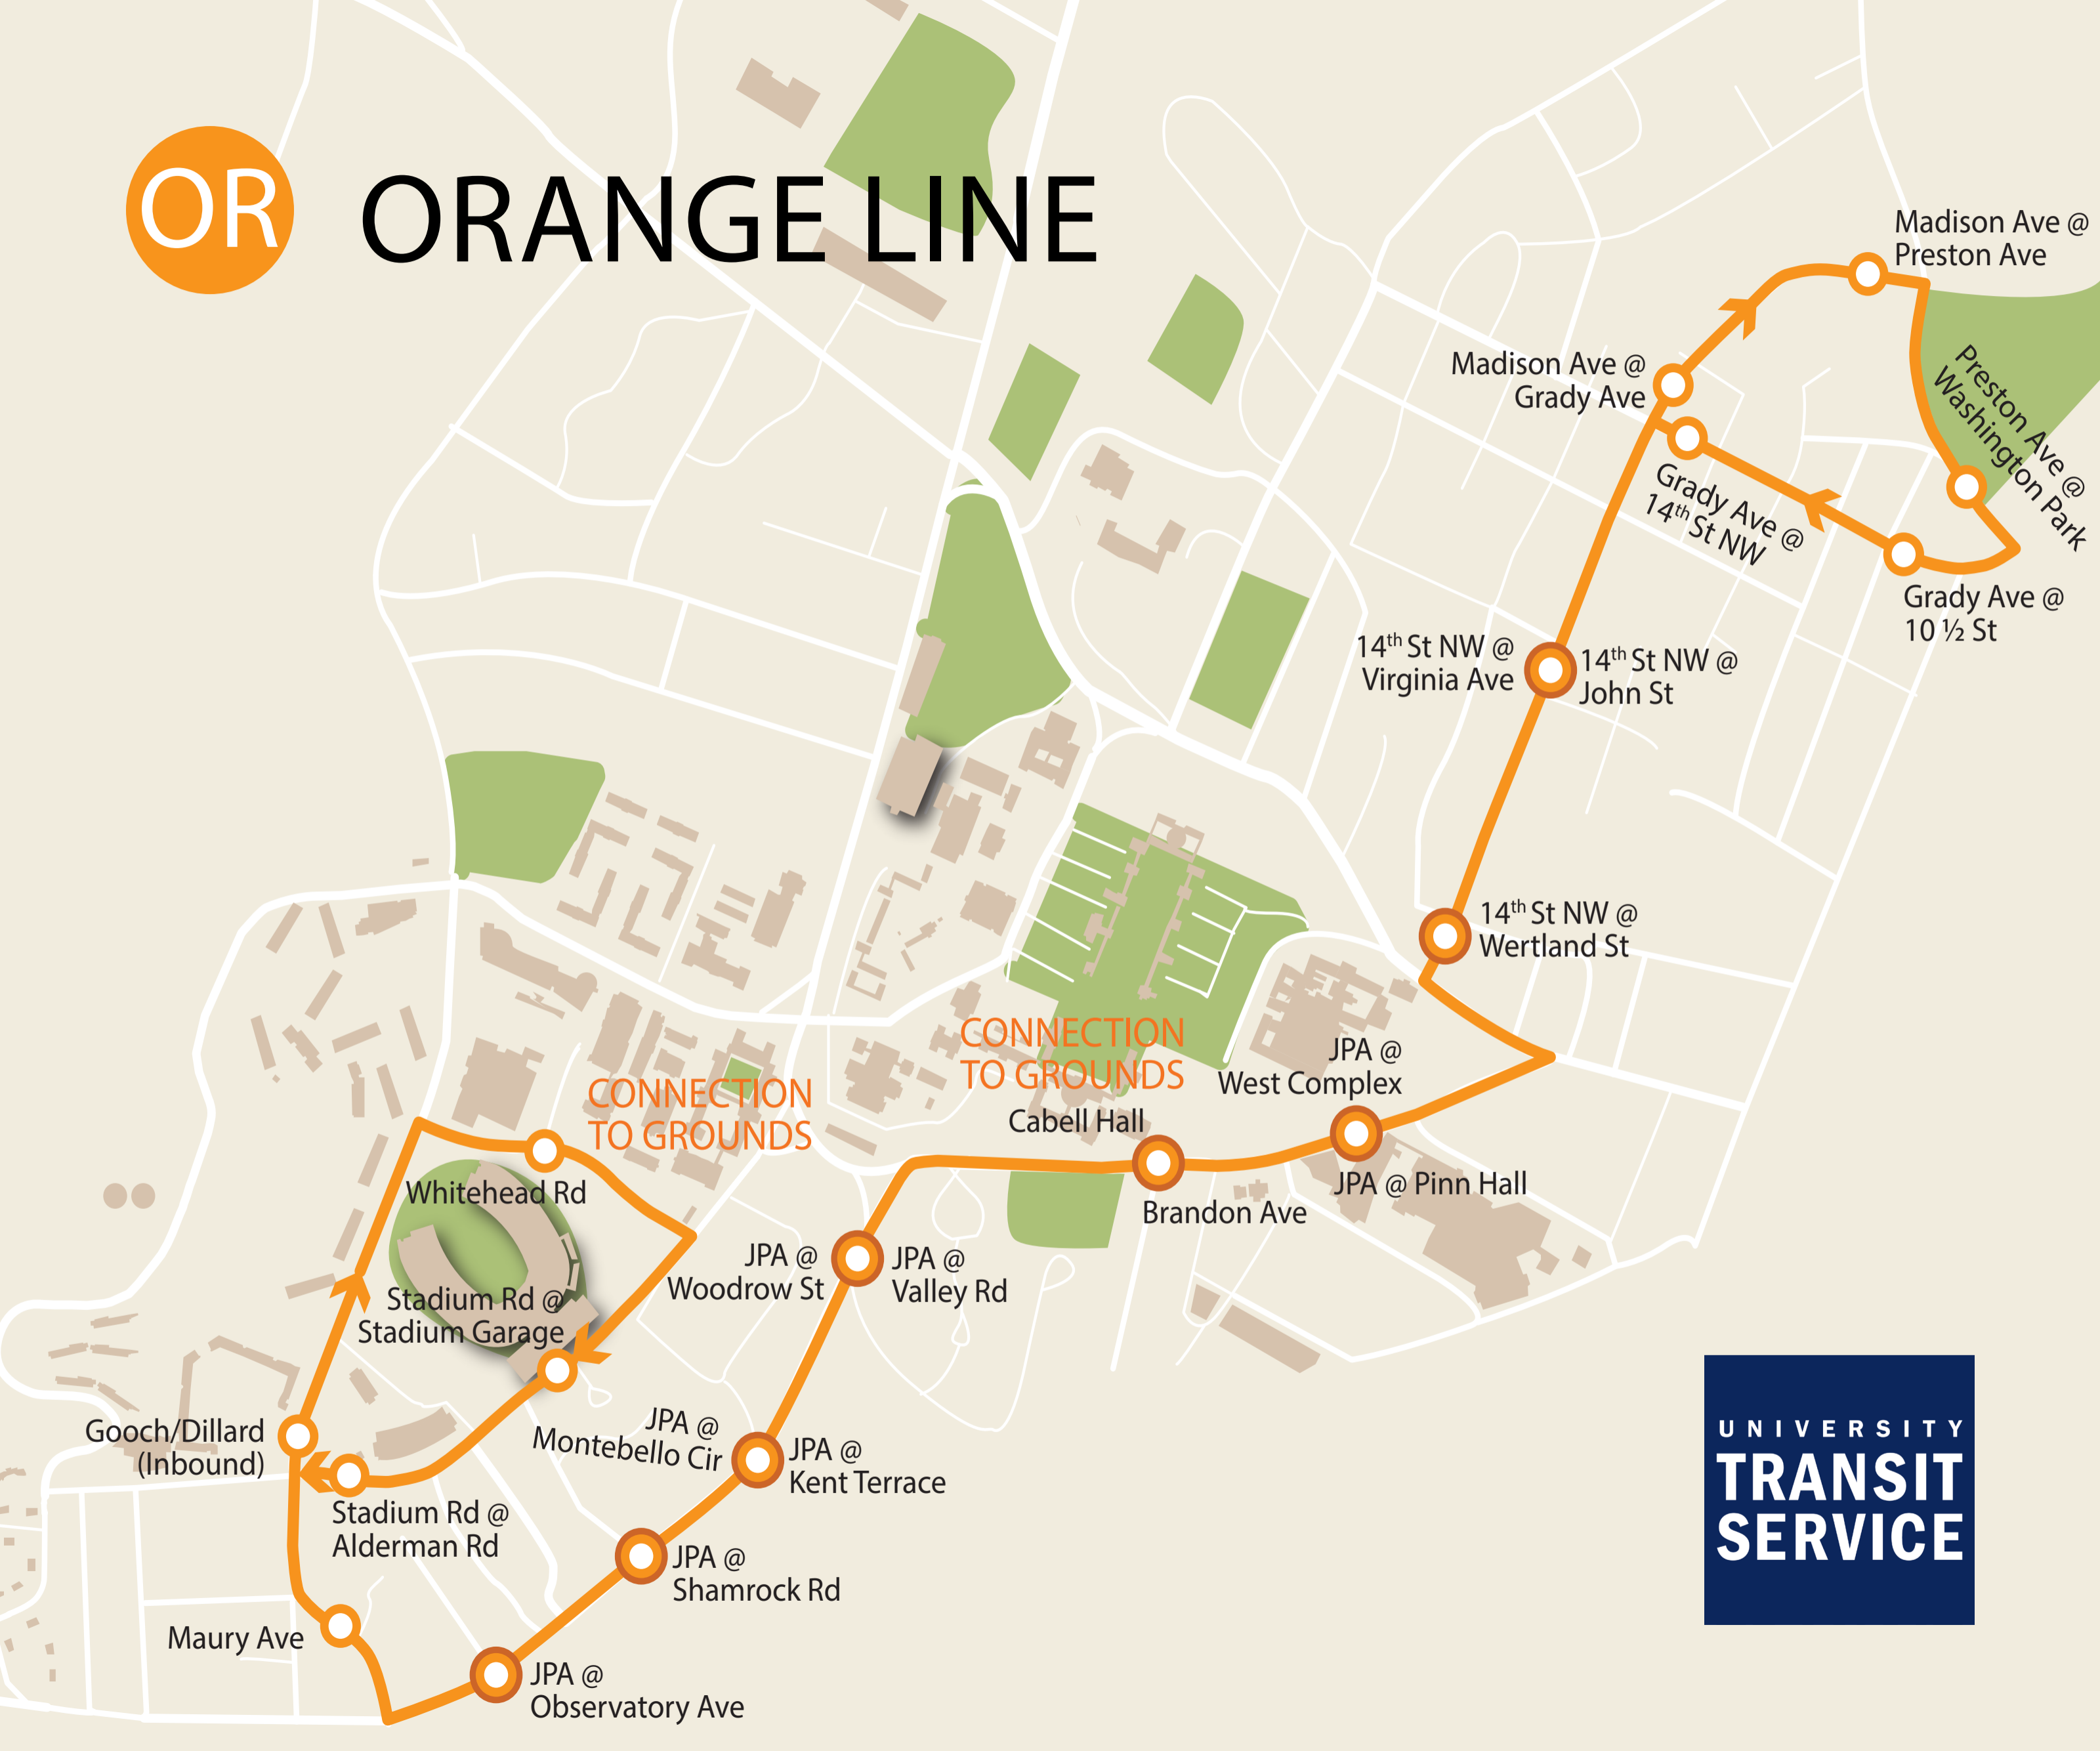 OR
ORANGE LINE
Madison Ave @
Preston Ave
Madison Ave @
Grady Ave
Preston Ave @
Washington Park
Grady Ave @
14th St NW
Grady Ave @
10 ½ St
14th St NW @
Virginia Ave
14th St NW @
John St
14th St NW @
Wertland St
CONNECTION
TO GROUNDS
JPA @
West Complex
CONNECTION
TO GROUNDS
Cabell Hall
JPA @ Pinn Hall
Brandon Ave
Whitehead Rd
JPA @
Woodrow St
JPA @
Valley Rd
Stadium Rd @
Stadium Garage
Gooch/Dillard
(Inbound)
JPA @
Montebello Cir
JPA @
Kent Terrace
Stadium Rd @
Alderman Rd
JPA @
Shamrock Rd
Maury Ave
JPA @
Observatory Ave
UNIVERSITY
TRANSIT
SERVICE